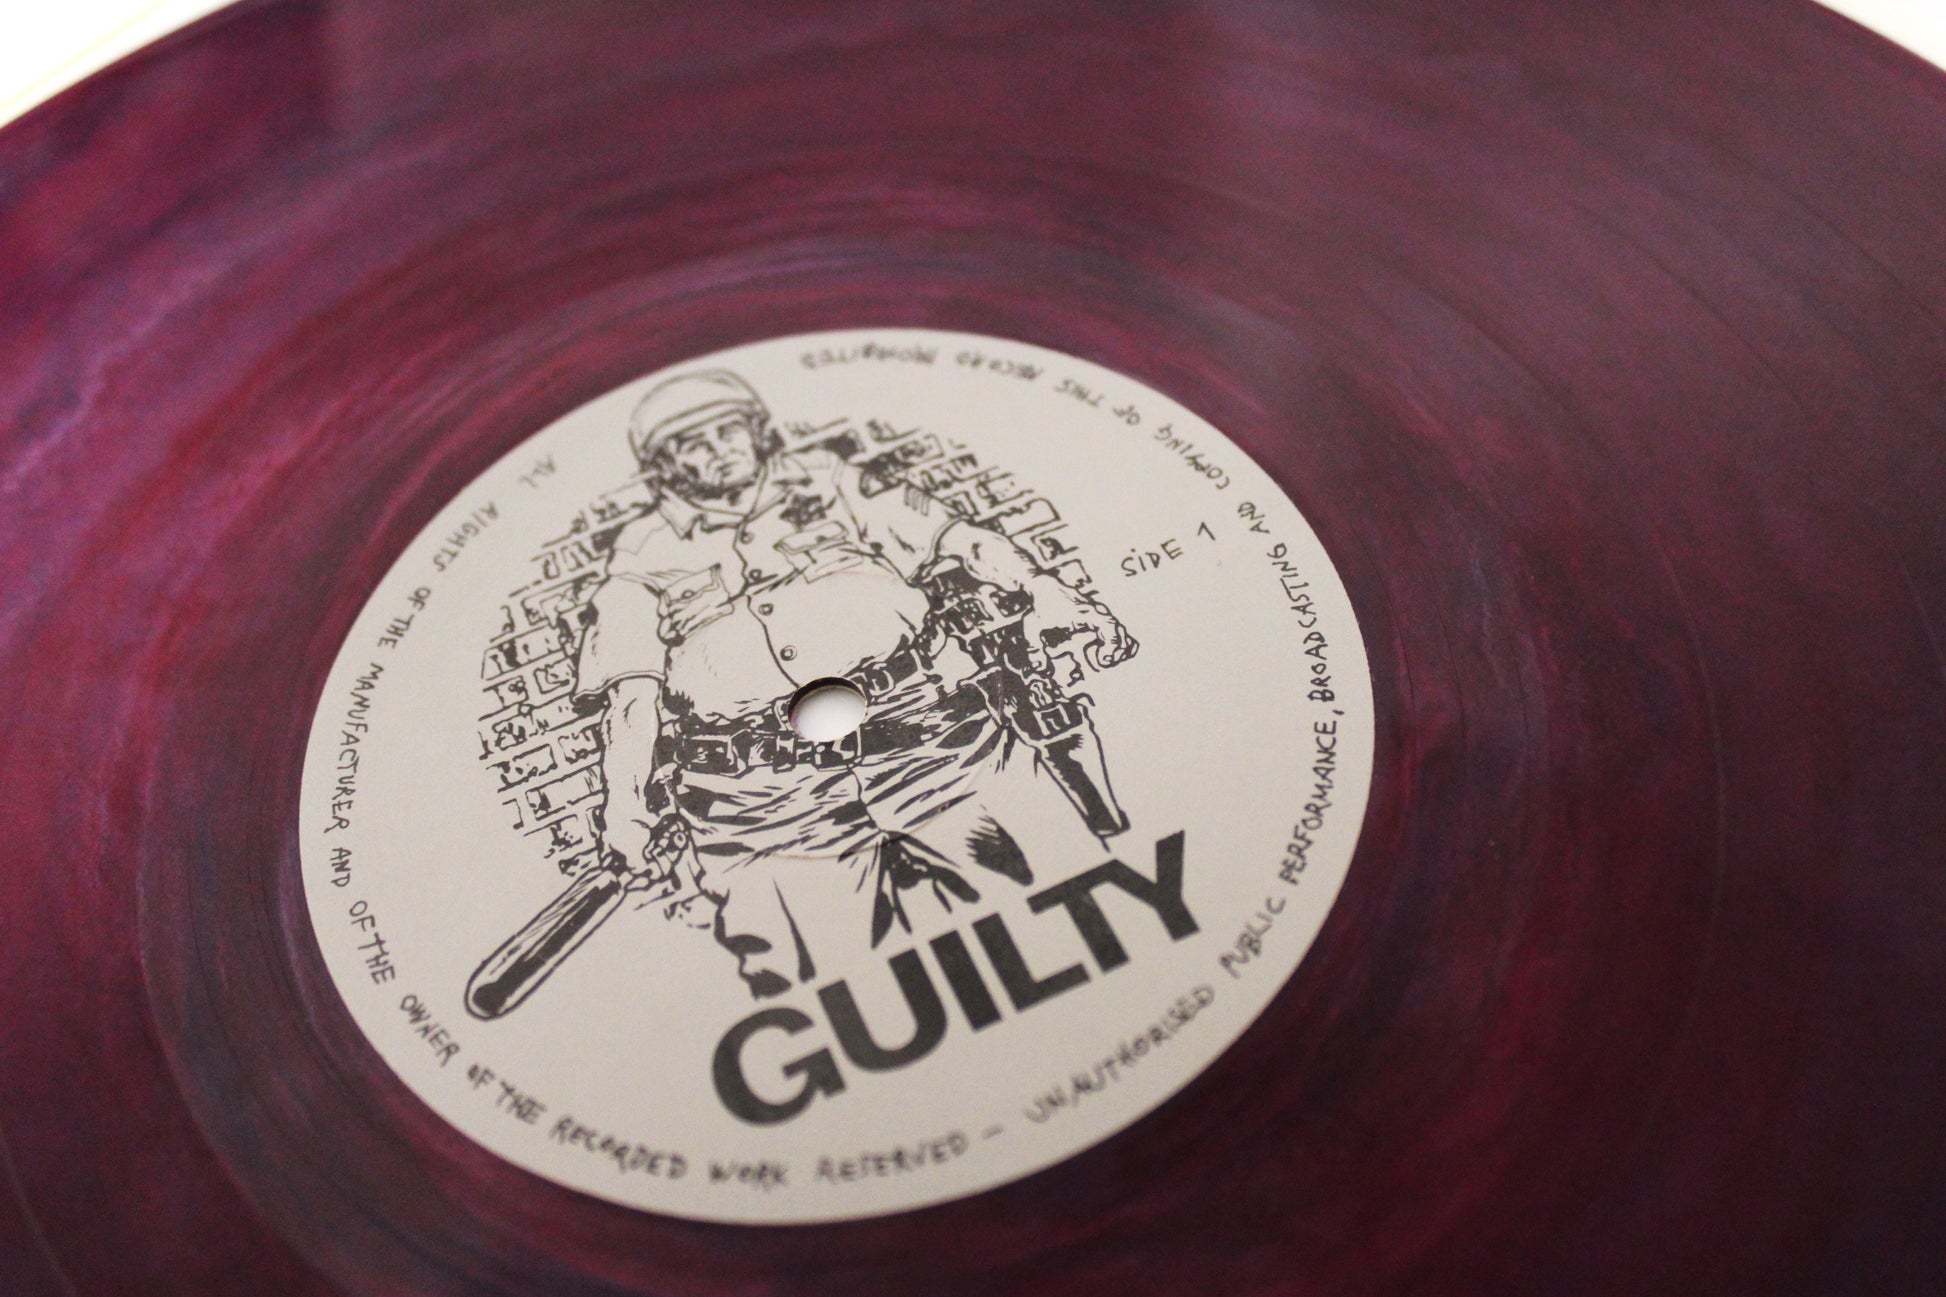 SIDE 1
GUILTY
ALL RIGHTS OF THE MANUFACTURER AND OF THE OWNER OF THE RECORDED WORK RESERVED – UNAUTHORISED PUBLIC PERFORMANCE, BROADCASTING AND COPYING OF THIS RECORD PROHIBITED